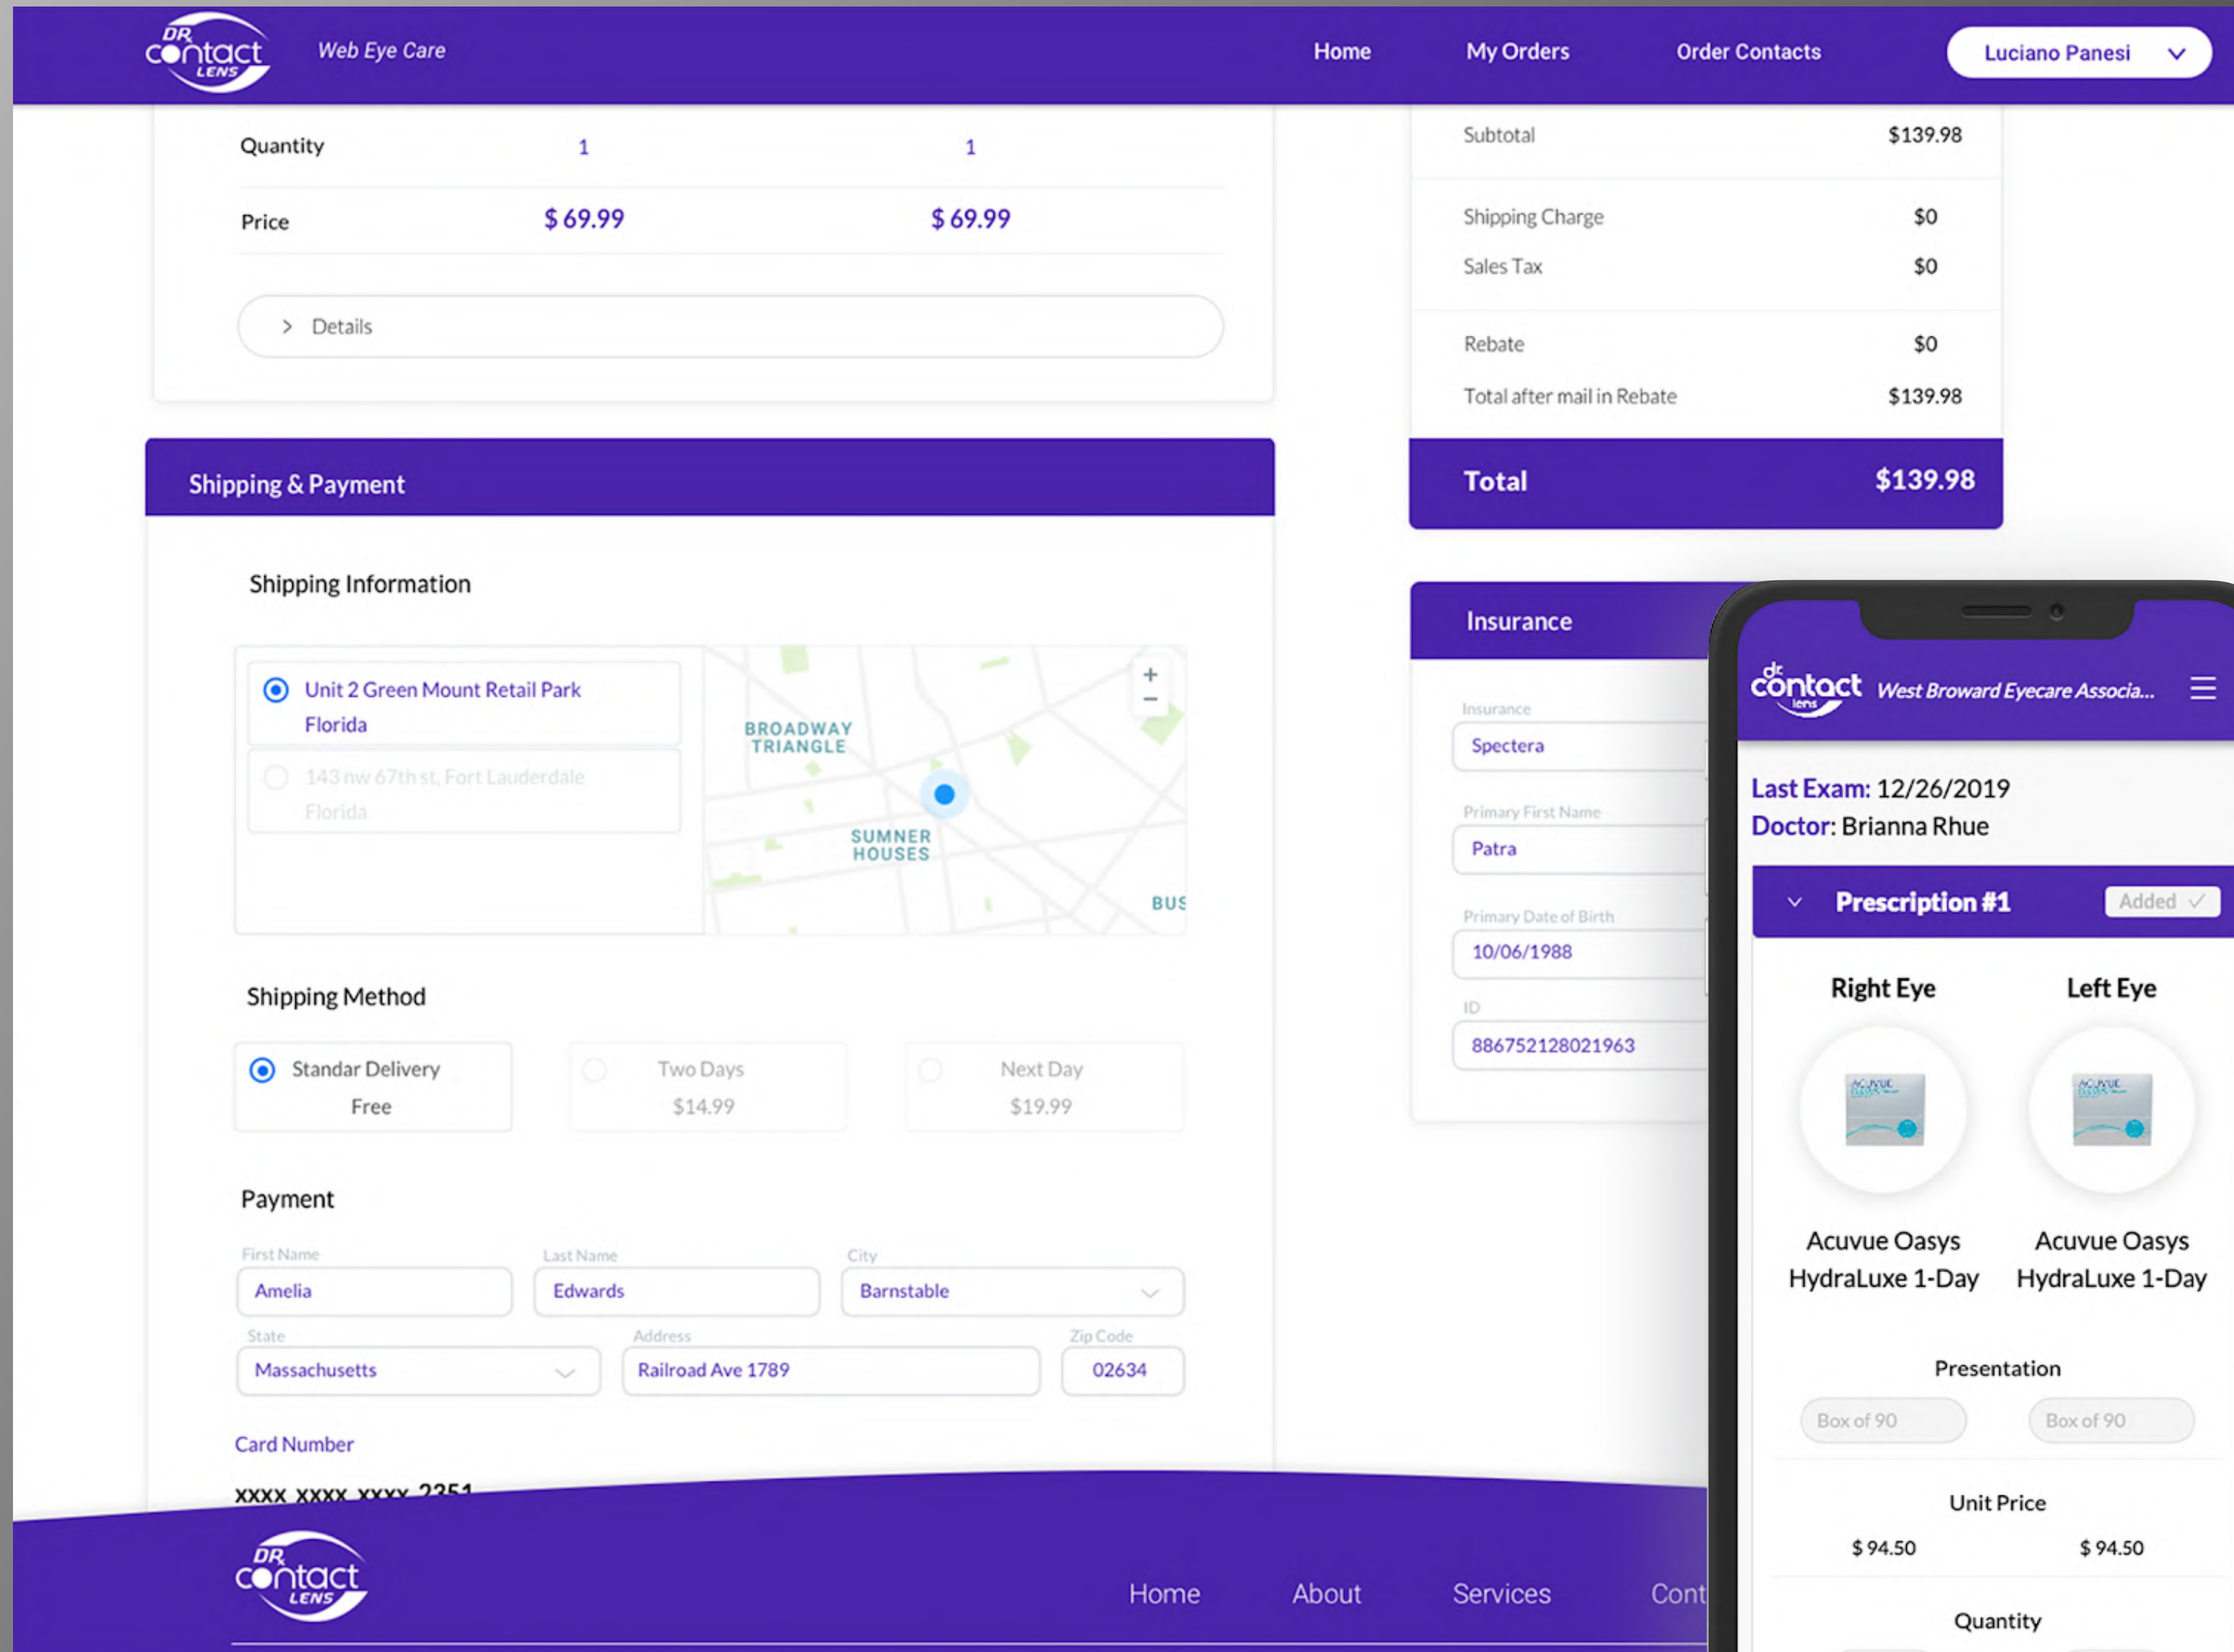 DR. contact LENS
Web Eye Care
Home
My Orders
Order Contacts
Luciano Panesi
Quantity 1 1
Price $ 69.99 $ 69.99
Details
Subtotal $139.98
Shipping Charge $0
Sales Tax $0
Rebate $0
Total after mail in Rebate $139.98
Total $139.98
Shipping & Payment
Shipping Information
Unit 2 Green Mount Retail Park
Florida
143 nw 67th st, Fort Lauderdale
Florida
BROADWAY
TRIANGLE
SUMNER
HOUSES
BUS
+
−
Shipping Method
Standar Delivery
Free
Two Days
$14.99
Next Day
$19.99
Payment
First Name Last Name City
Amelia Edwards Barnstable
State Address Zip Code
Massachusetts Railroad Ave 1789 02634
Card Number
xxxx xxxx xxxx 2351
Insurance
Insurance
Spectera
Primary First Name
Patra
Primary Date of Birth
10/06/1988
ID
886752128021963
dr. contact lens
West Broward Eyecare Associa...
Last Exam: 12/26/2019
Doctor: Brianna Rhue
Prescription #1 Added
Right Eye Left Eye
ACUVUE ACUVUE
Acuvue Oasys Acuvue Oasys
HydraLuxe 1-Day HydraLuxe 1-Day
Presentation
Box of 90 Box of 90
Unit Price
$ 94.50 $ 94.50
Quantity
DR. contact LENS
Home About Services Cont